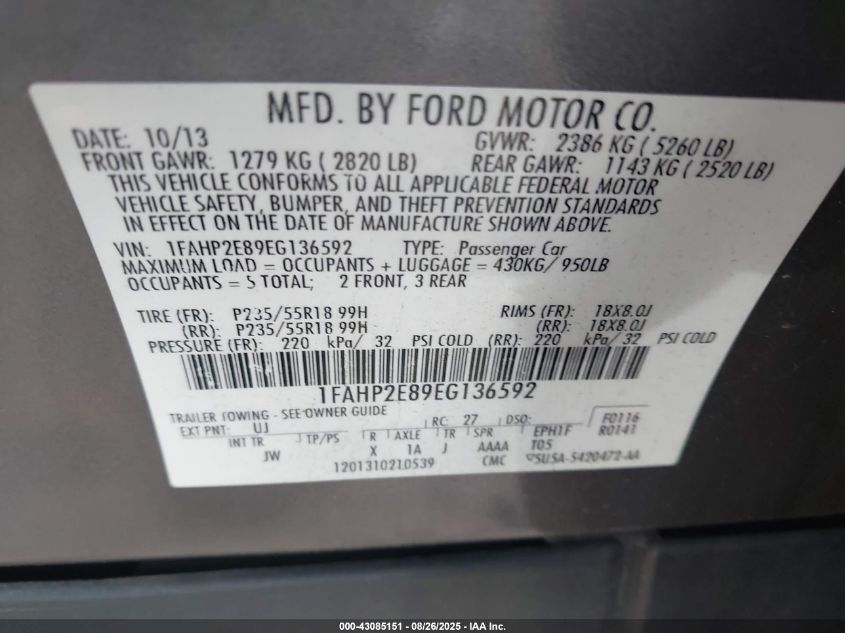 MFD. BY FORD MOTOR CO.
DATE: 10/13 GVWR: 2386 KG ( 5260 LB)
FRONT GAWR: 1279 KG ( 2820 LB) REAR GAWR: 1143 KG ( 2520 LB)
THIS VEHICLE CONFORMS TO ALL APPLICABLE FEDERAL MOTOR
VEHICLE SAFETY, BUMPER, AND THEFT PREVENTION STANDARDS
IN EFFECT ON THE DATE OF MANUFACTURE SHOWN ABOVE.
VIN: 1FAHP2E89EG136592 TYPE: Passenger Car
MAXIMUM LOAD = OCCUPANTS + LUGGAGE = 430KG/ 950LB
OCCUPANTS = 5 TOTAL; 2 FRONT, 3 REAR
TIRE (FR): P235/55R18 99H RIMS (FR): 18X8.0J
(RR): P235/55R18 99H (RR): 18X8.0J
PRESSURE (FR): 220 kPa/ 32 PSI COLD (RR): 220 kPa/ 32 PSI COLD
1FAHP2E89EG136592
TRAILER TOWING - SEE OWNER GUIDE
EXT PNT: UJ RC: 27 DSO: F0116
INT TR TP/PS R AXLE TR SPR EPH1F R0141
JW X 1A J AAAA T05
1201310210539 CMC SU5A-5420472-AA
000-43085151 - 08/26/2025 - IAA Inc.